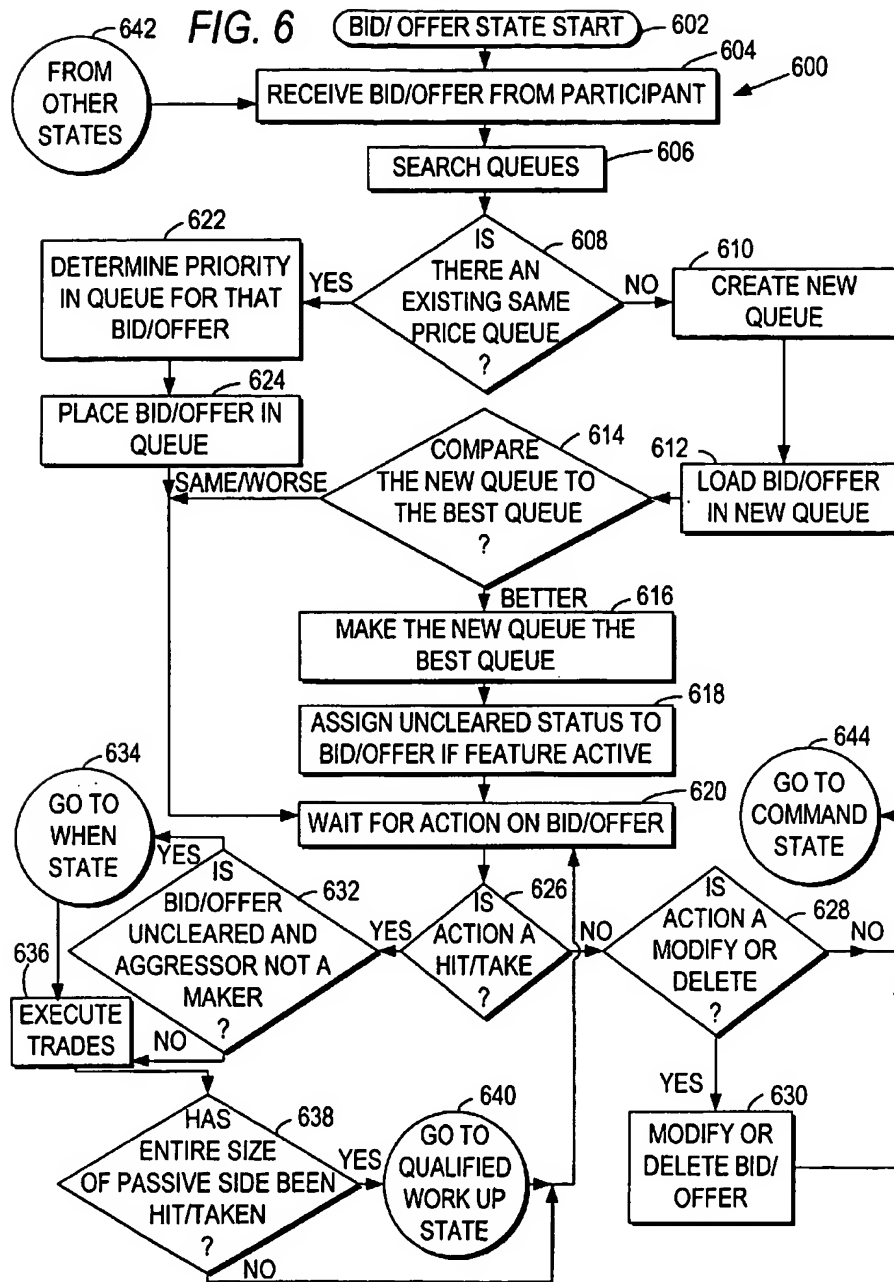 FIG. 6
642
FROM
OTHER
STATES
BID/ OFFER STATE START
602
604
600
RECEIVE BID/OFFER FROM PARTICIPANT
606
SEARCH QUEUES
608
IS
THERE AN
EXISTING SAME
PRICE QUEUE
?
YES
NO
622
DETERMINE PRIORITY
IN QUEUE FOR THAT
BID/OFFER
610
CREATE NEW
QUEUE
624
PLACE BID/OFFER IN
QUEUE
614
COMPARE
THE NEW QUEUE TO
THE BEST QUEUE
?
612
LOAD BID/OFFER
IN NEW QUEUE
SAME/WORSE
BETTER
616
MAKE THE NEW QUEUE THE
BEST QUEUE
618
ASSIGN UNCLEARED STATUS TO
BID/OFFER IF FEATURE ACTIVE
634
GO TO
WHEN
STATE
620
WAIT FOR ACTION ON BID/OFFER
644
GO TO
COMMAND
STATE
YES
632
IS
BID/OFFER
UNCLEARED AND
AGGRESSOR NOT A
MAKER
?
YES
626
IS
ACTION A
HIT/TAKE
?
NO
628
IS
ACTION A
MODIFY OR
DELETE
?
NO
636
EXECUTE
TRADES
NO
YES
638
HAS
ENTIRE SIZE
OF PASSIVE SIDE BEEN
HIT/TAKEN
?
YES
NO
640
GO TO
QUALIFIED
WORK UP
STATE
630
MODIFY OR
DELETE BID/
OFFER